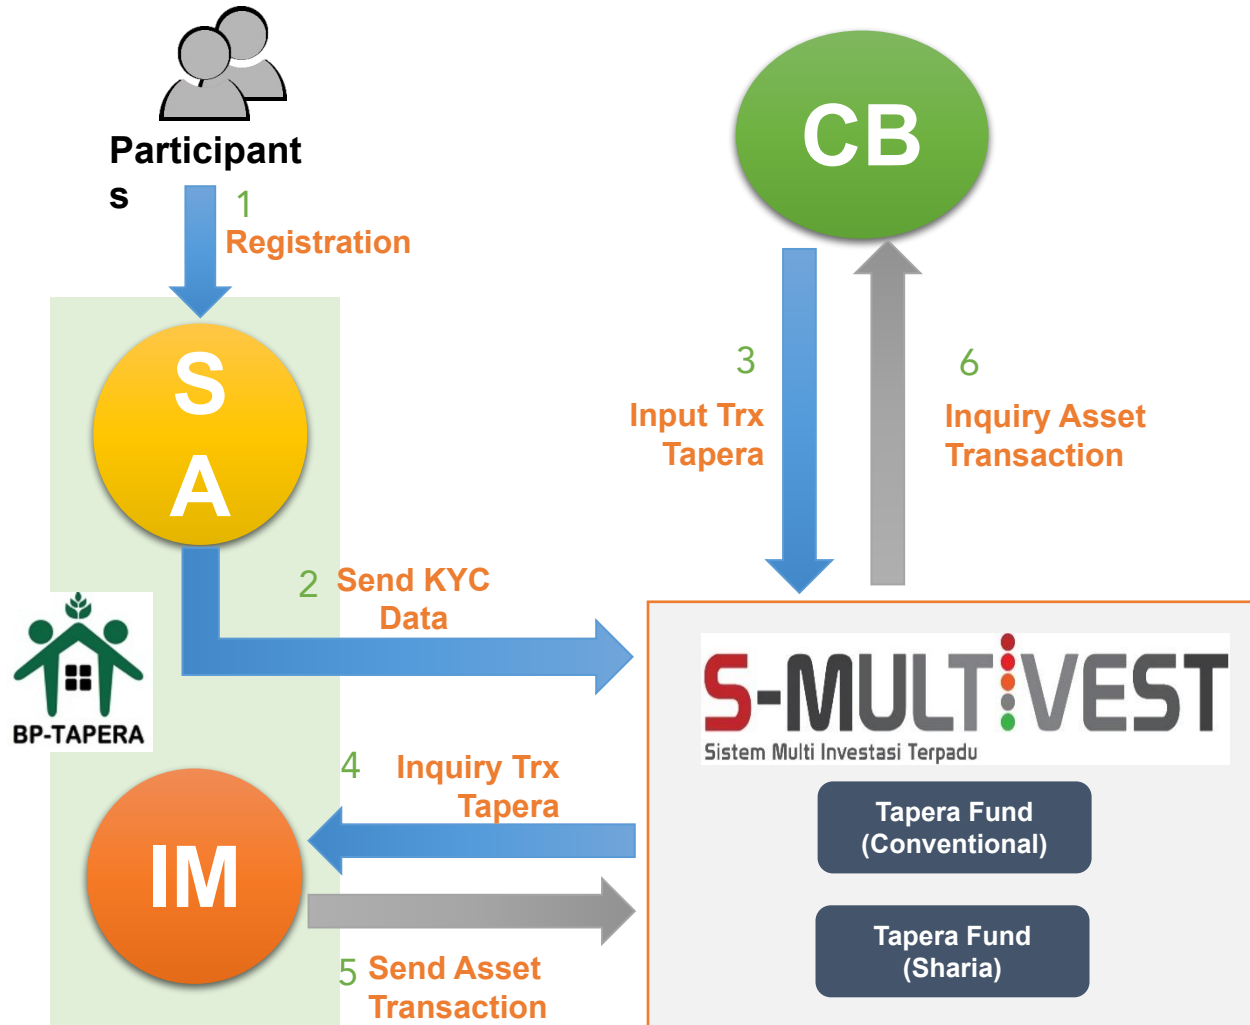 Participant
s
1
Registration
CB
S
A
3
Input Trx
Tapera
6
Inquiry Asset
Transaction
2
Send KYC
Data
BP-TAPERA
S-MULTIVEST
Sistem Multi Investasi Terpadu
4
Inquiry Trx
Tapera
Tapera Fund
(Conventional)
IM
Tapera Fund
(Sharia)
5
Send Asset
Transaction